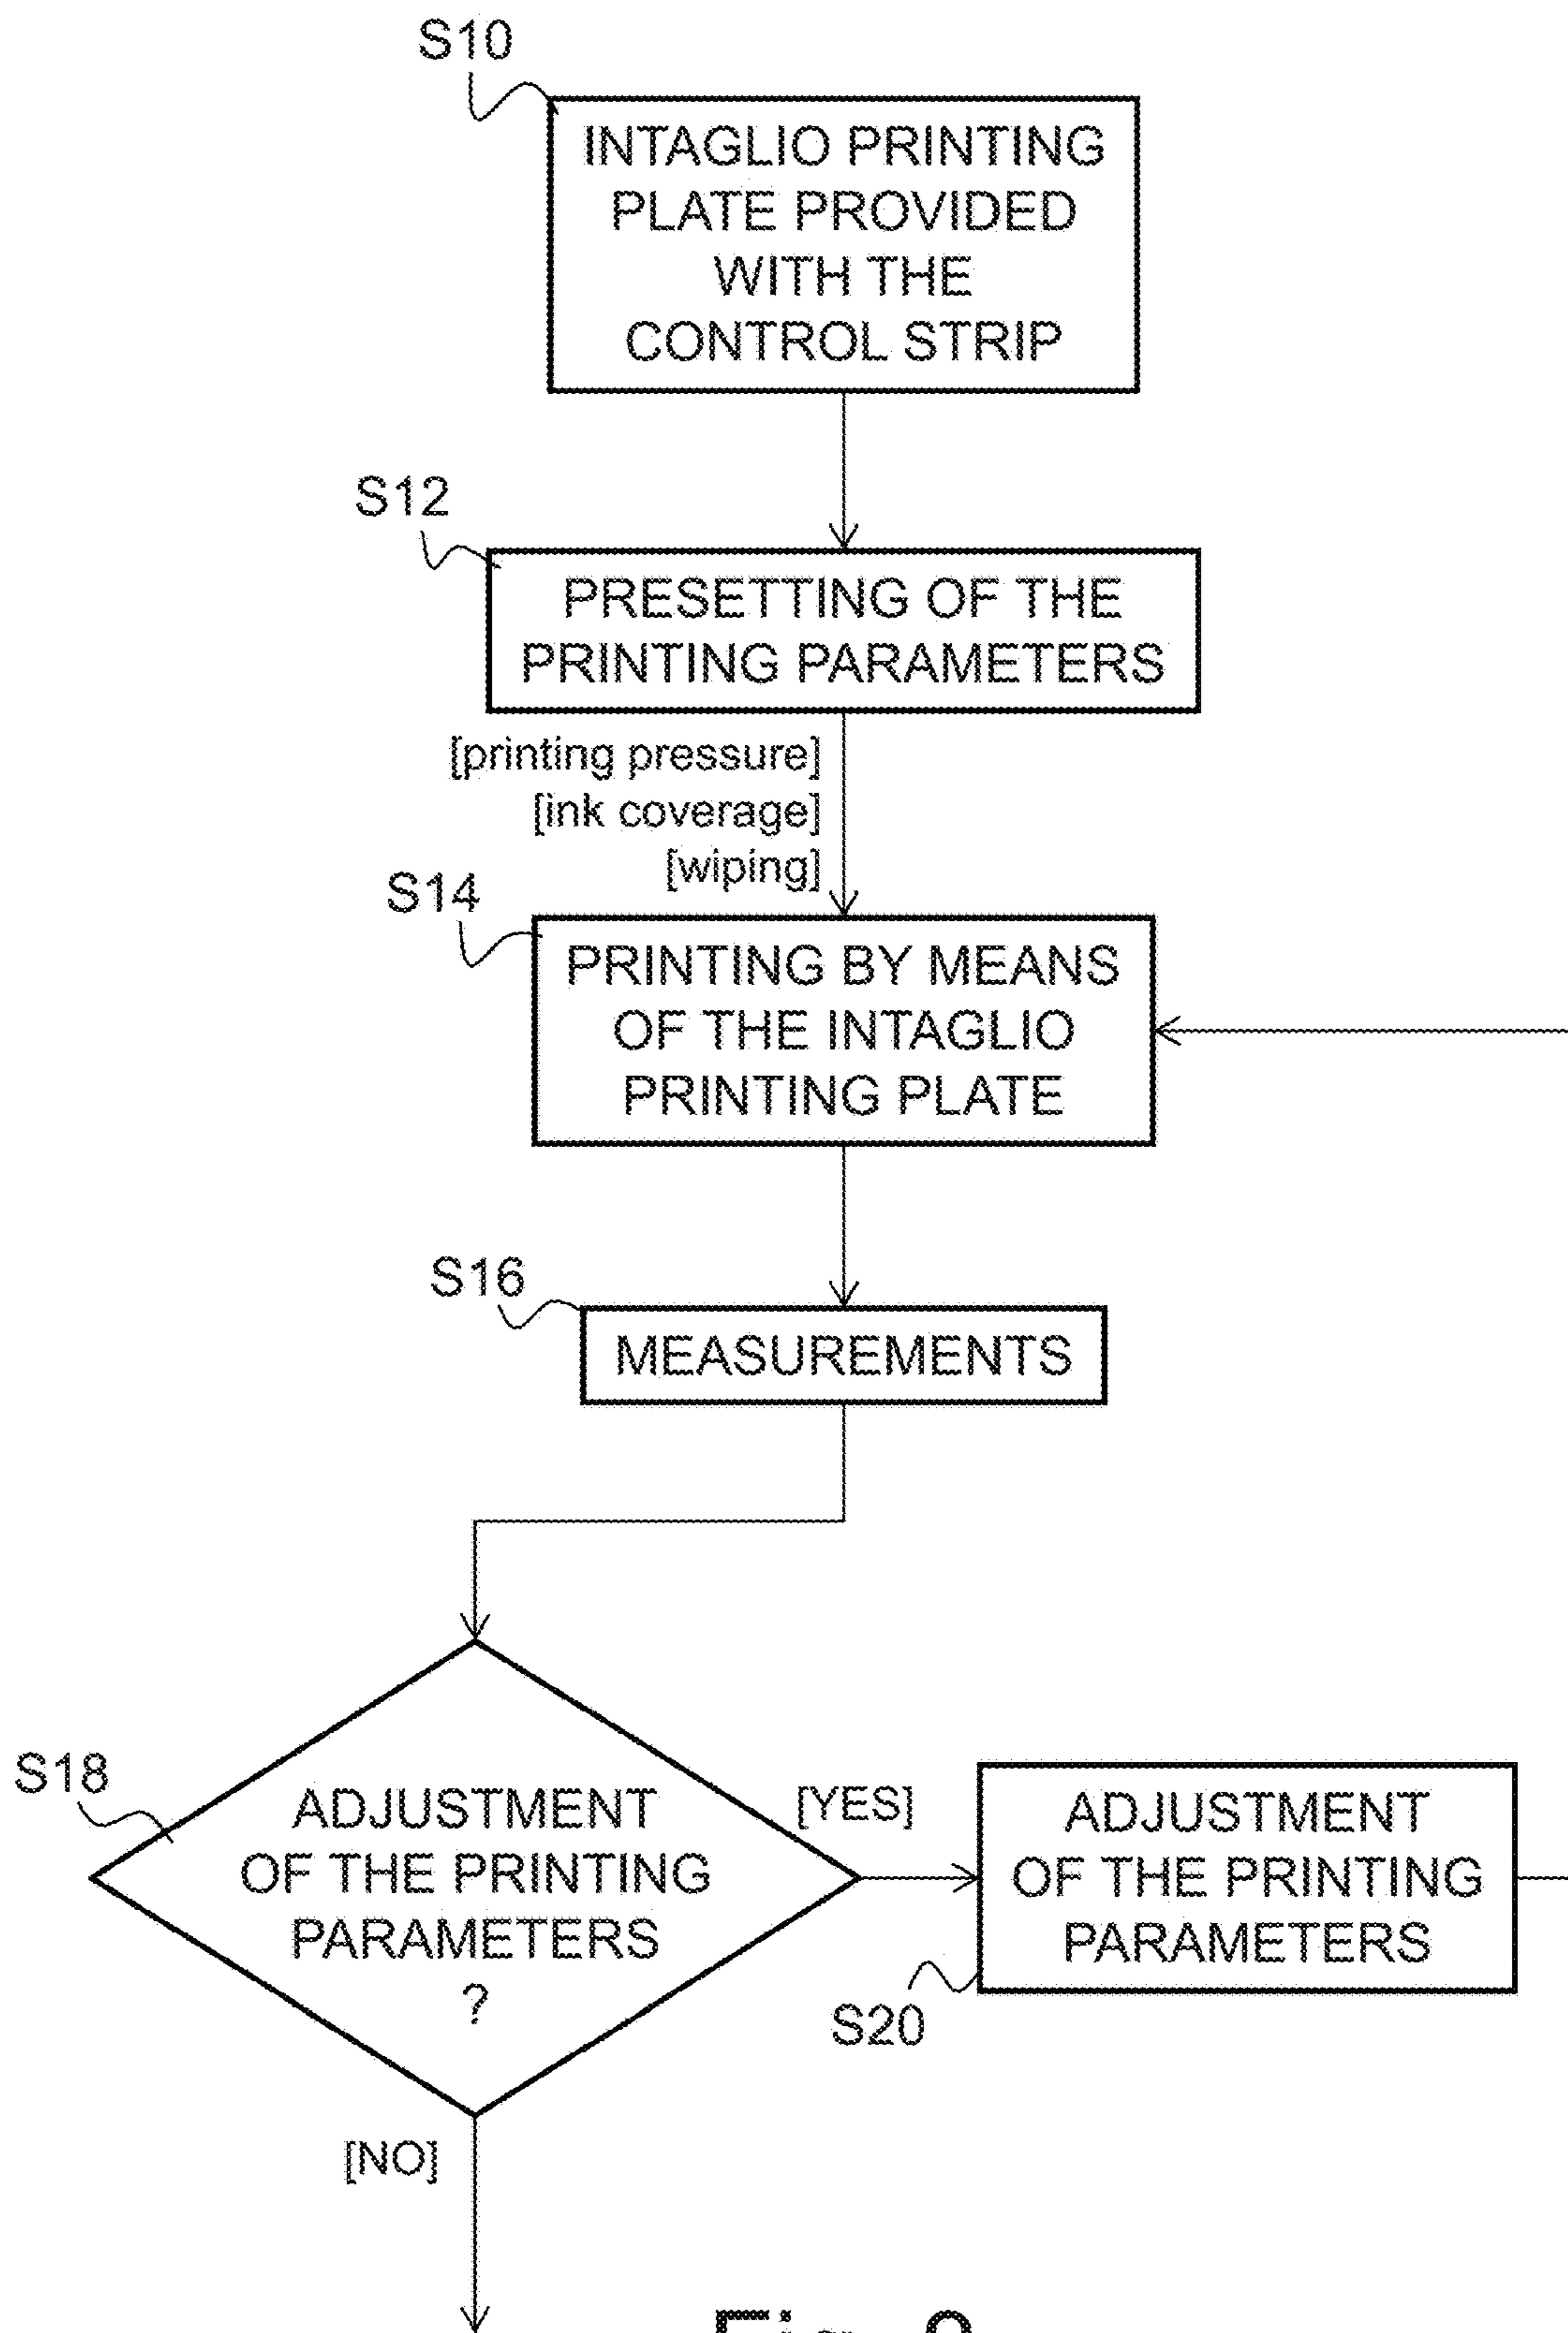 S10
INTAGLIO PRINTING
PLATE PROVIDED
WITH THE
CONTROL STRIP
S12
PRESETTING OF THE
PRINTING PARAMETERS
[printing pressure]
[ink coverage]
[wiping]
S14
PRINTING BY MEANS
OF THE INTAGLIO
PRINTING PLATE
S16
MEASUREMENTS
S18
ADJUSTMENT
OF THE PRINTING
PARAMETERS
?
[YES]
ADJUSTMENT
OF THE PRINTING
PARAMETERS
S20
[NO]